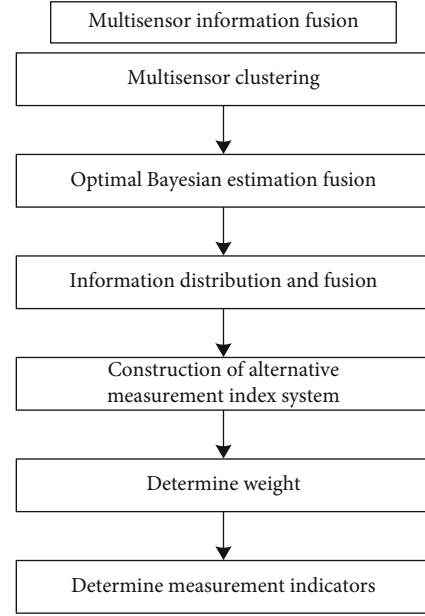 Multisensor information fusion
Multisensor clustering
Optimal Bayesian estimation fusion
Information distribution and fusion
Construction of alternative
measurement index system
Determine weight
Determine measurement indicators